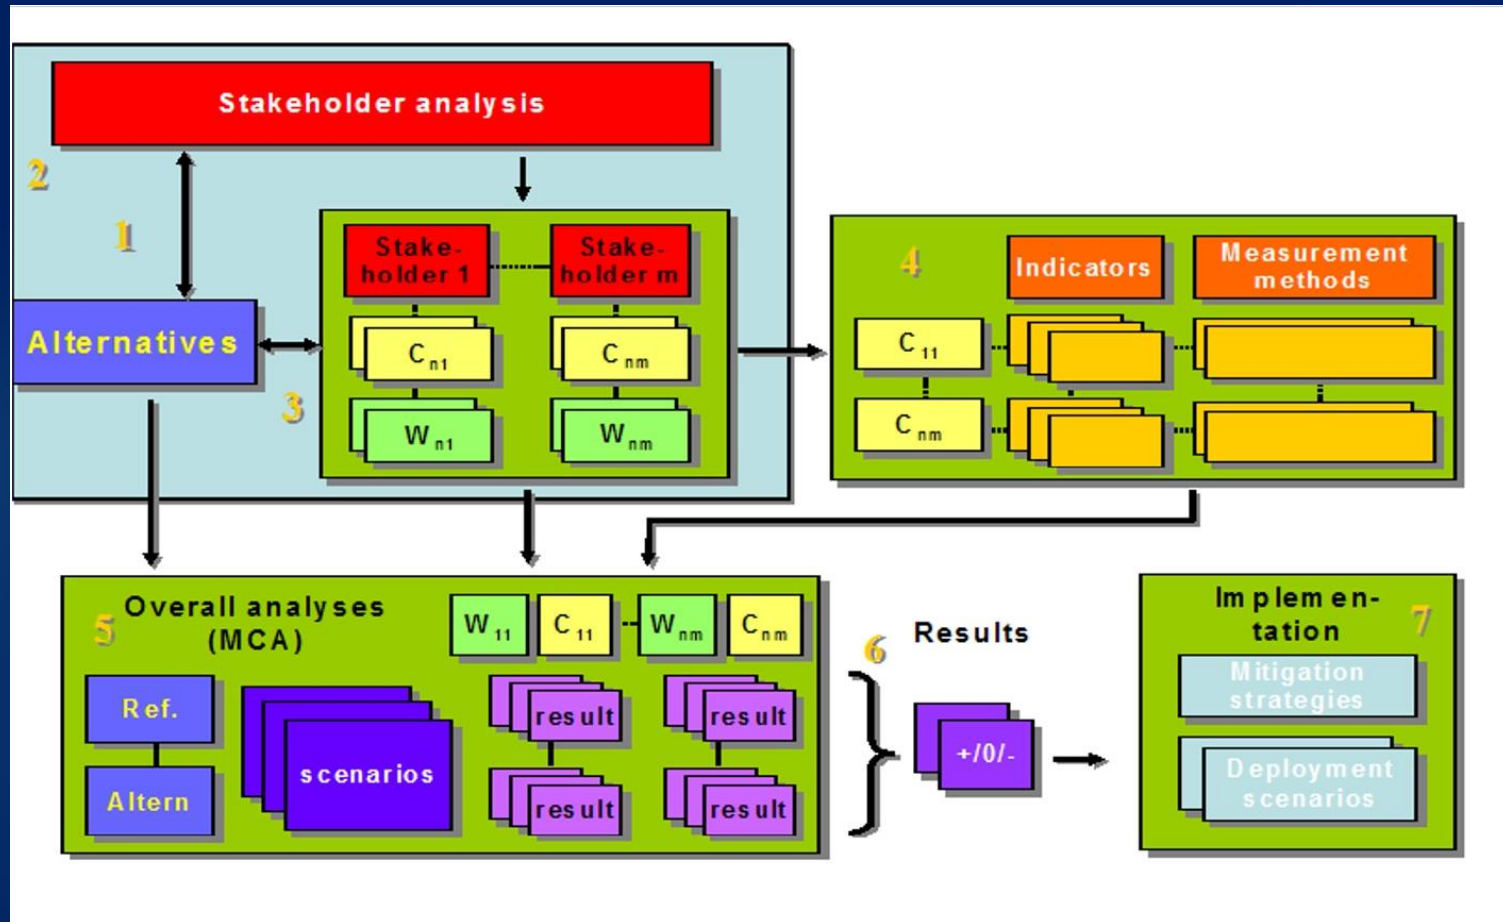 Stakeholder analysis
2
1
Stake-
holder 1
Stake-
holder m
4
Indicators
Measurement
methods
Alternatives
C n1
C nm
C 11
3
W n1
W nm
C nm
5
Overall analyses
(MCA)
W 11
C 11
W nm
C nm
6
Results
Implemen-
tation
7
Ref.
Altern
scenarios
result
result
result
result
+/0/-
Mitigation
strategies
Deployment
scenarios